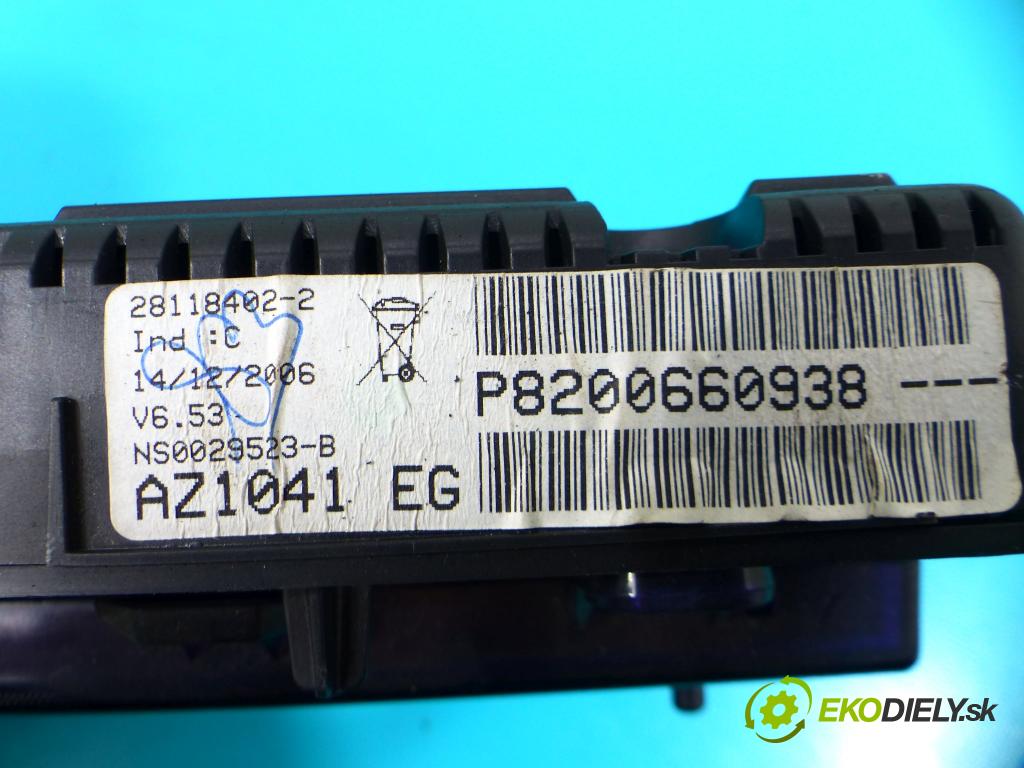 28118402-2
Ind :C
14/12/2006
V6.53
NS0029523-B
AZ1041 EG
P8200660938 ---
EKODIELY.sk